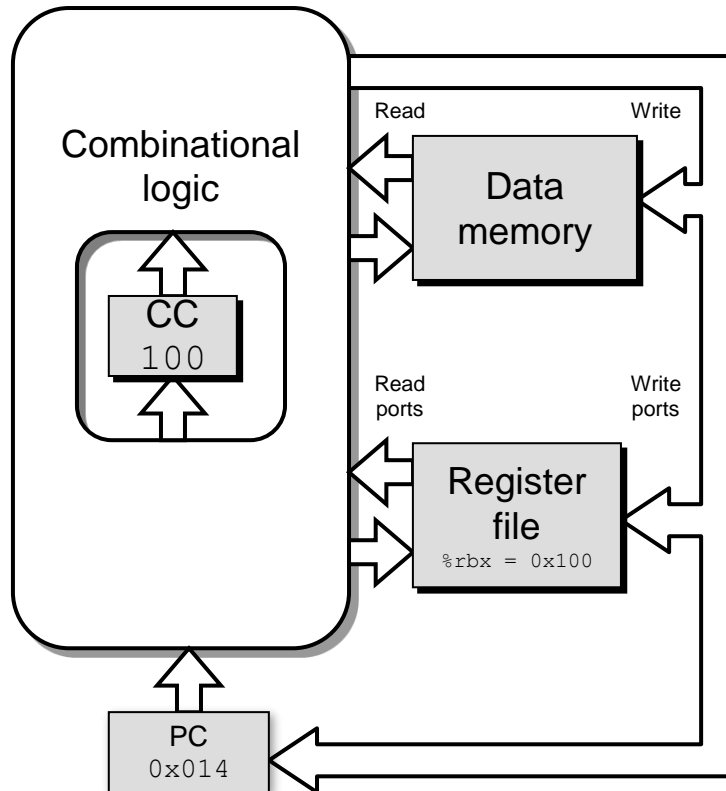 Combinational
logic
CC
100
Read
Write
Data
memory
Read
ports
Write
ports
Register
file
%rbx = 0x100
PC
0x014